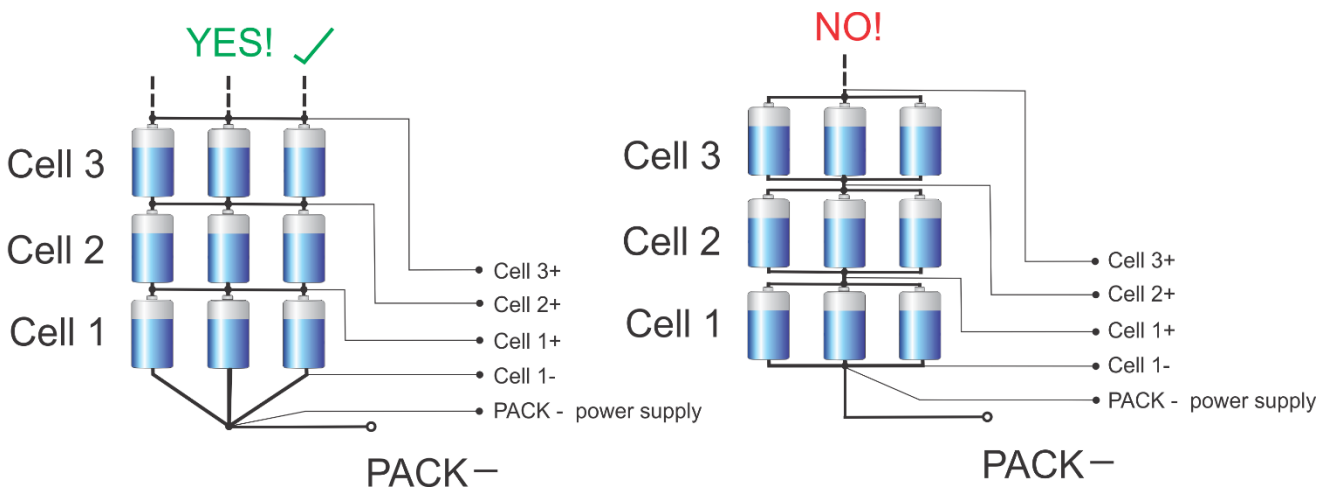 YES!
Cell 3
Cell 2
Cell 1
Cell 3+
Cell 2+
Cell 1+
Cell 1-
PACK - power supply
PACK −
NO!
Cell 3
Cell 2
Cell 1
Cell 3+
Cell 2+
Cell 1+
Cell 1-
PACK - power supply
PACK −